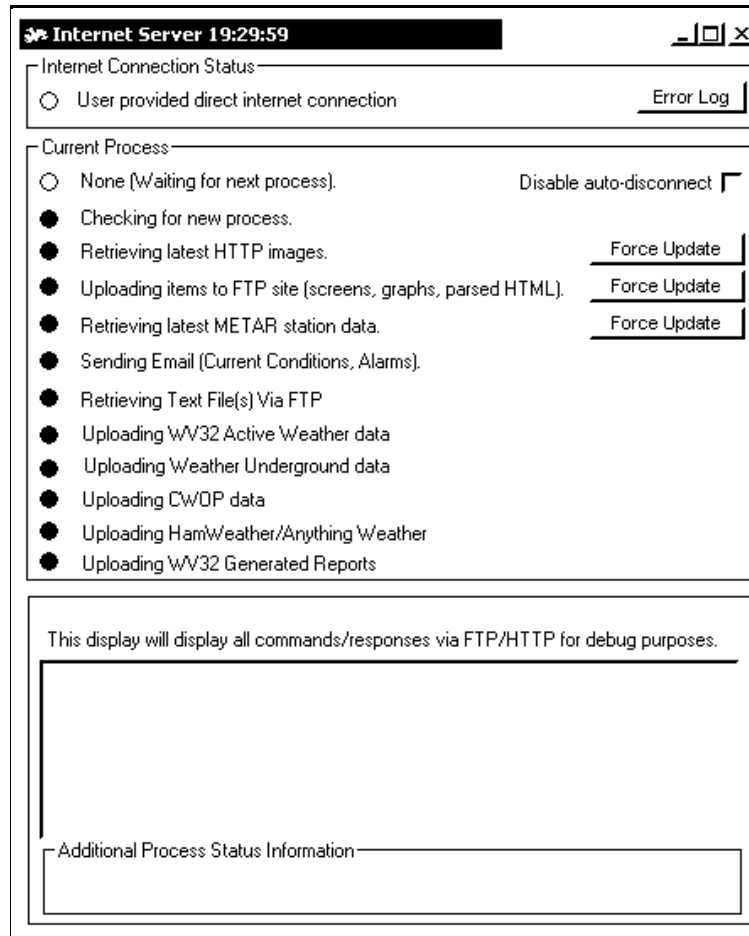 Internet Server 19:29:59
Internet Connection Status
User provided direct internet connection Error Log
Current Process
None (Waiting for next process). Disable auto-disconnect
Checking for new process.
Retrieving latest HTTP images. Force Update
Uploading items to FTP site (screens, graphs, parsed HTML). Force Update
Retrieving latest METAR station data. Force Update
Sending Email (Current Conditions, Alarms).
Retrieving Text File(s) Via FTP
Uploading WV32 Active Weather data
Uploading Weather Underground data
Uploading CWOP data
Uploading HamWeather/Anything Weather
Uploading WV32 Generated Reports
This display will display all commands/responses via FTP/HTTP for debug purposes.
Additional Process Status Information